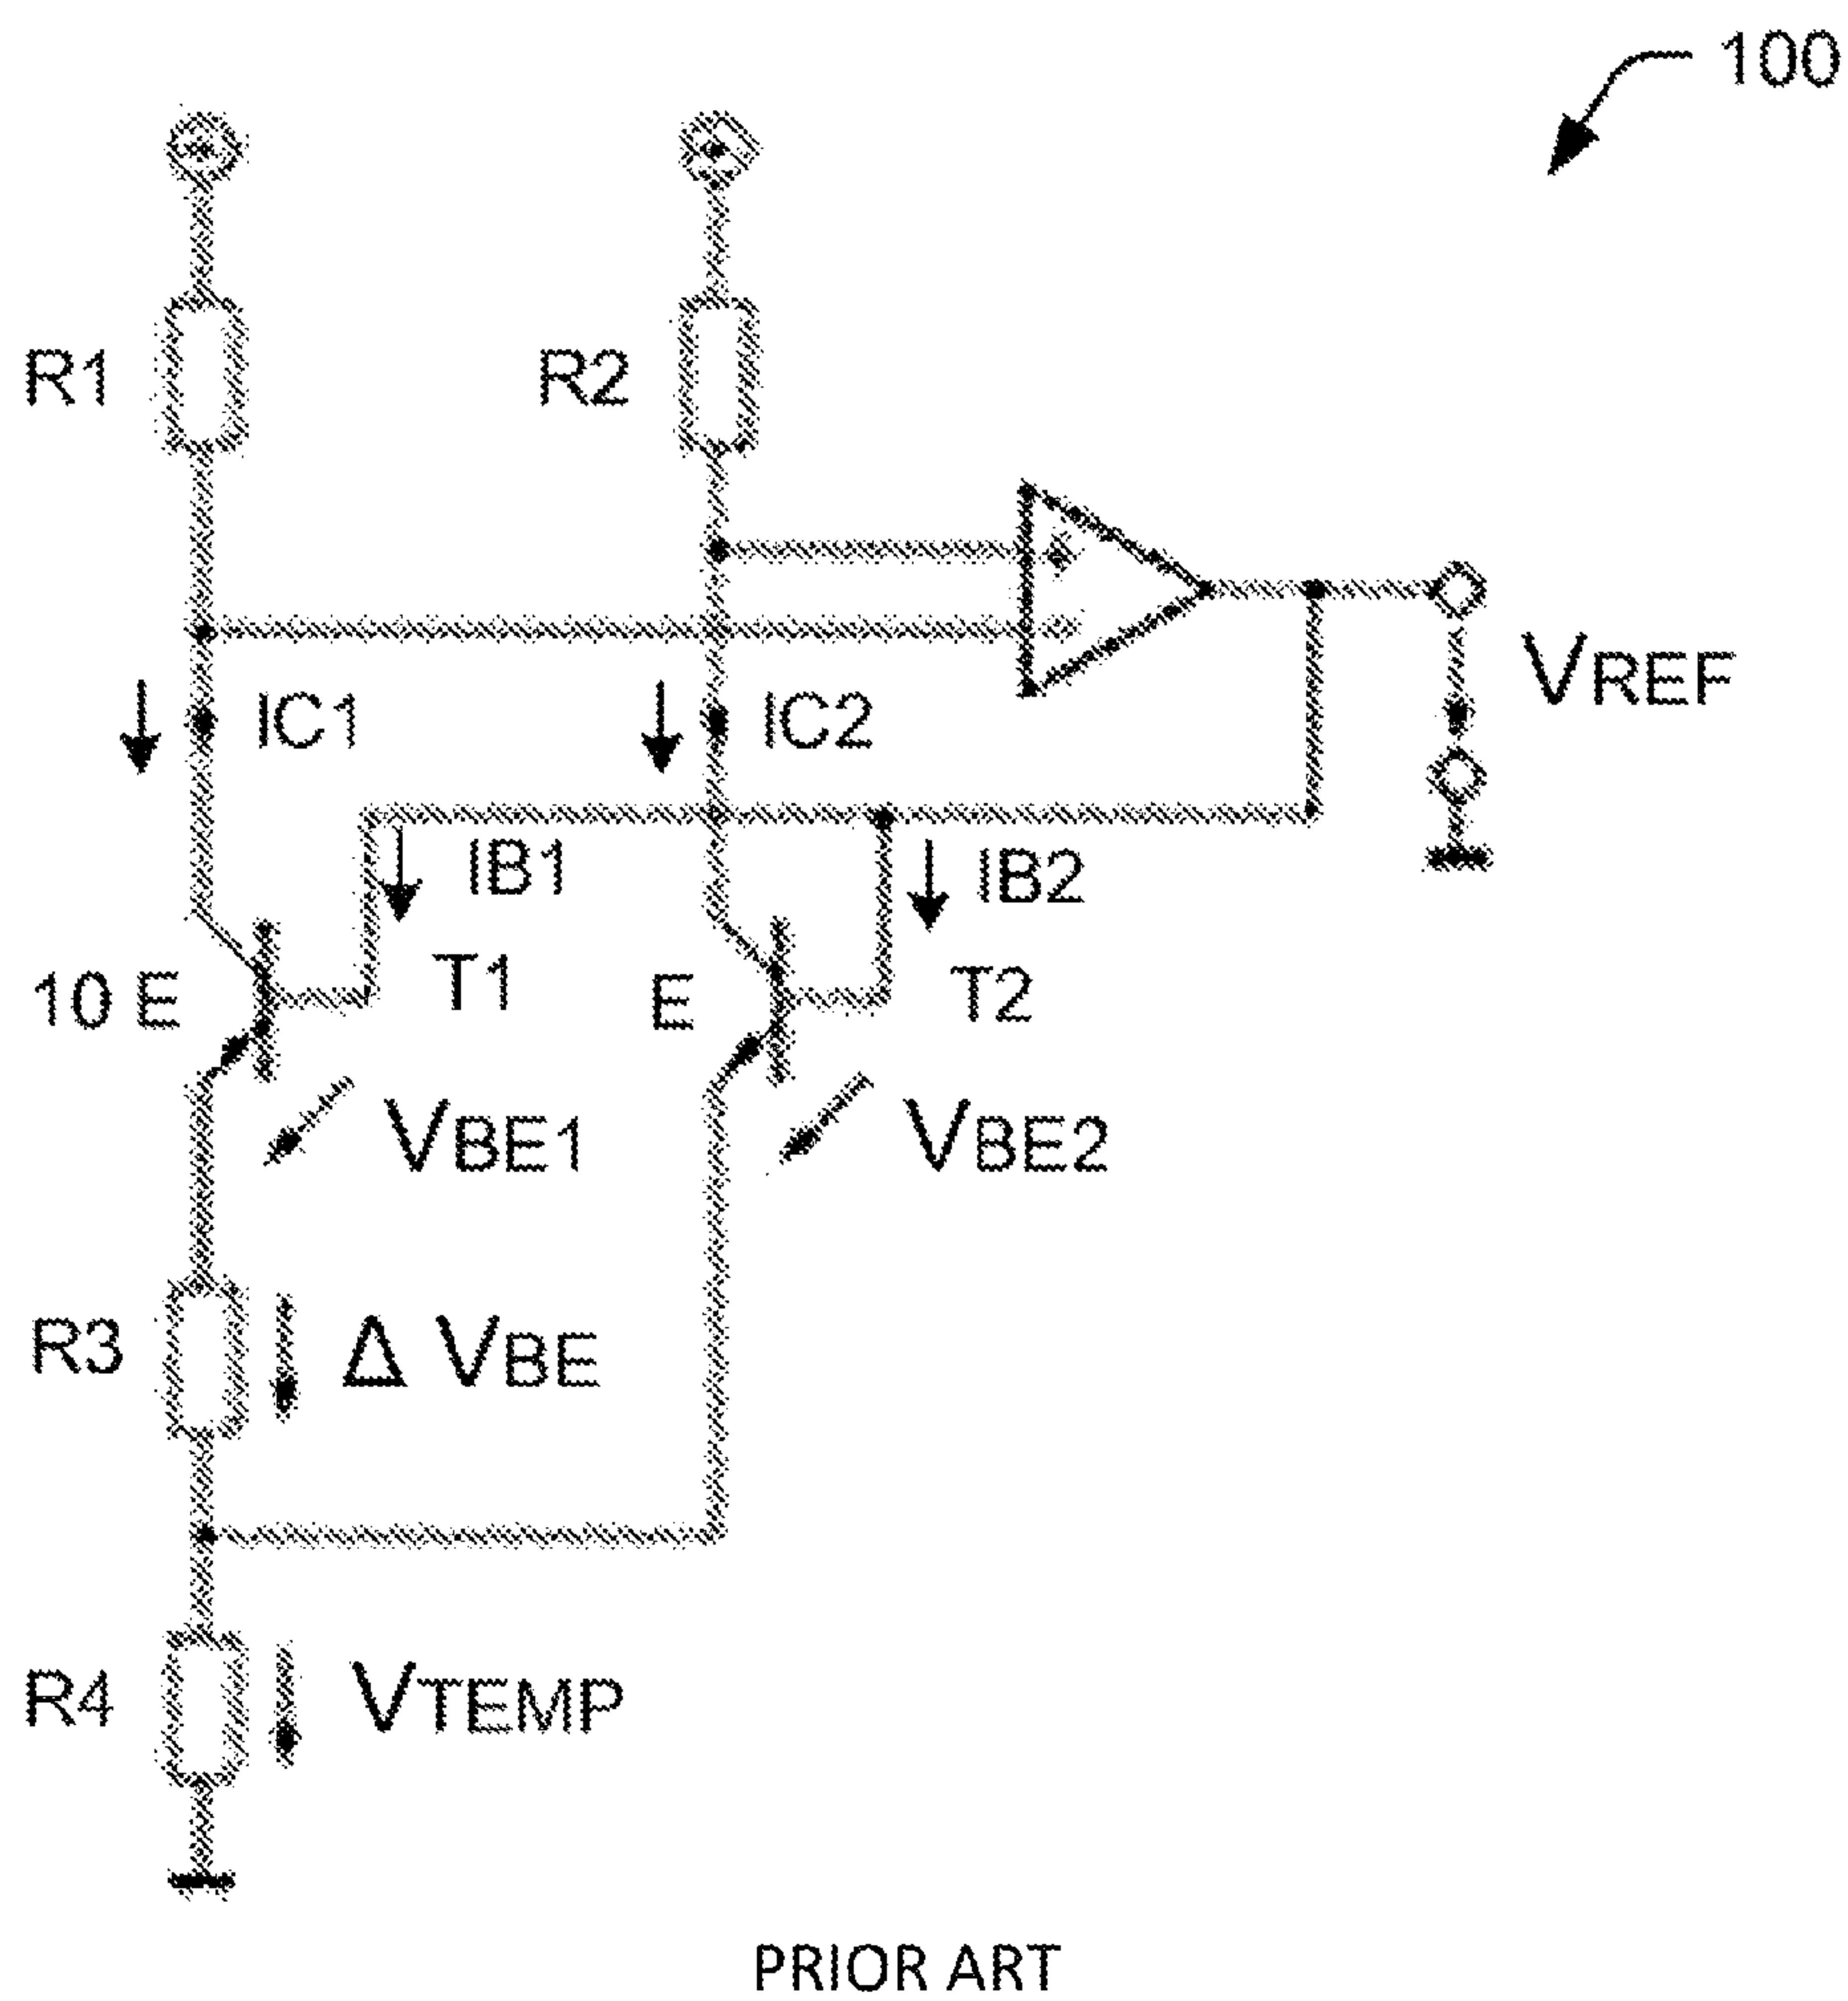 100
R1
R2
VREF
IC1
IC2
IB1
IB2
10 E
T1
E
T2
VBE1
VBE2
R3
Δ VBE
R4
VTEMP
PRIOR ART